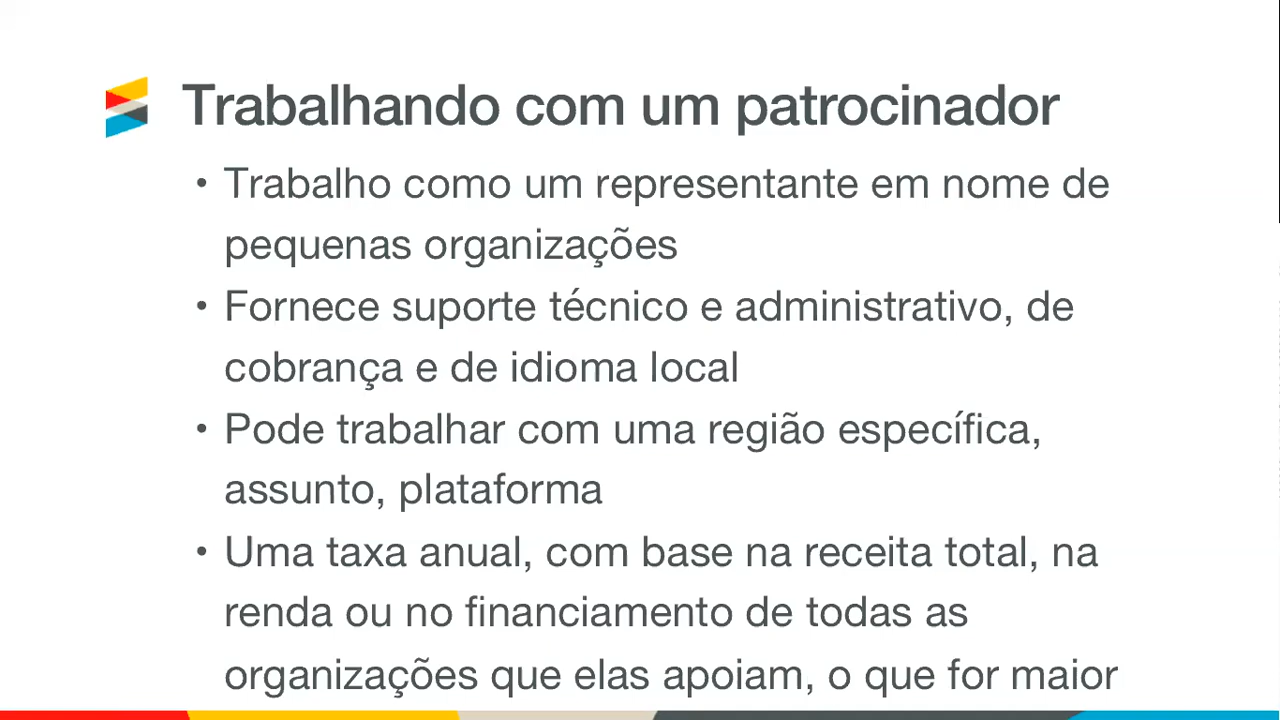 Trabalhando com um patrocinador
• Trabalho como um representante em nome de
pequenas organizações
• Fornece suporte técnico e administrativo, de
cobrança e de idioma local
• Pode trabalhar com uma região específica,
assunto, plataforma
• Uma taxa anual, com base na receita total, na
renda ou no financiamento de todas as
organizações que elas apoiam, o que for maior